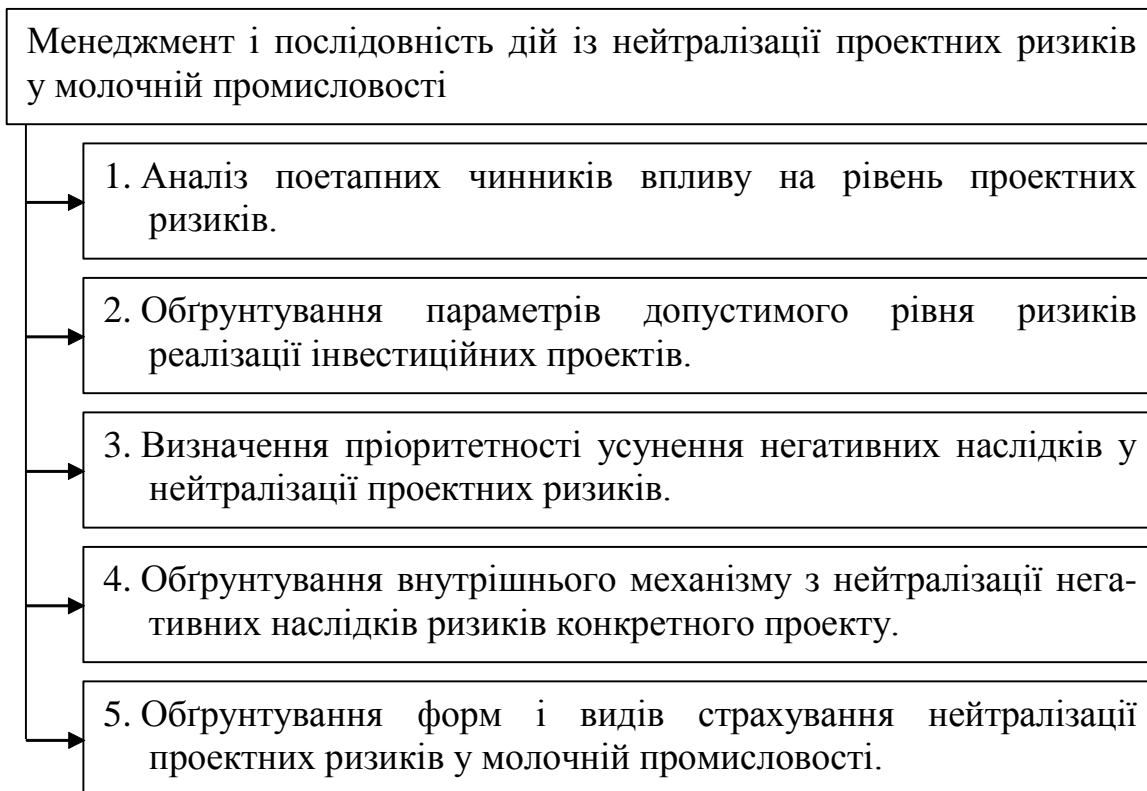 Менеджмент і послідовність дій із нейтралізації проектних ризиків
у молочній промисловості
1. Аналіз поетапних чинників впливу на рівень проектних
ризиків.
2. Обґрунтування параметрів допустимого рівня ризиків
реалізації інвестиційних проектів.
3. Визначення пріоритетності усунення негативних наслідків у
нейтралізації проектних ризиків.
4. Обґрунтування внутрішнього механізму з нейтралізації нега-
тивних наслідків ризиків конкретного проекту.
5. Обґрунтування форм і видів страхування нейтралізації
проектних ризиків у молочній промисловості.